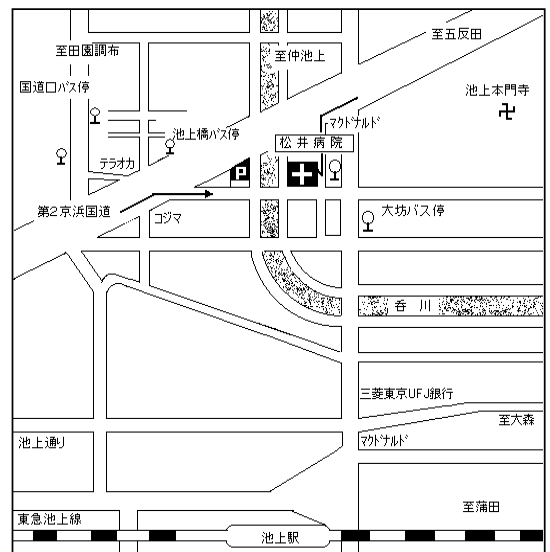 至五反田
至田園調布
至仲池上
国道口バス停
池上本門寺
マクドナルド
池上橋バス停
松井病院
テラオカ
P
第2京浜国道
コジマ
大坊バス停
呑川
三菱東京UFJ銀行
至大森
池上通り
マクドナルド
至蒲田
東急池上線
池上駅